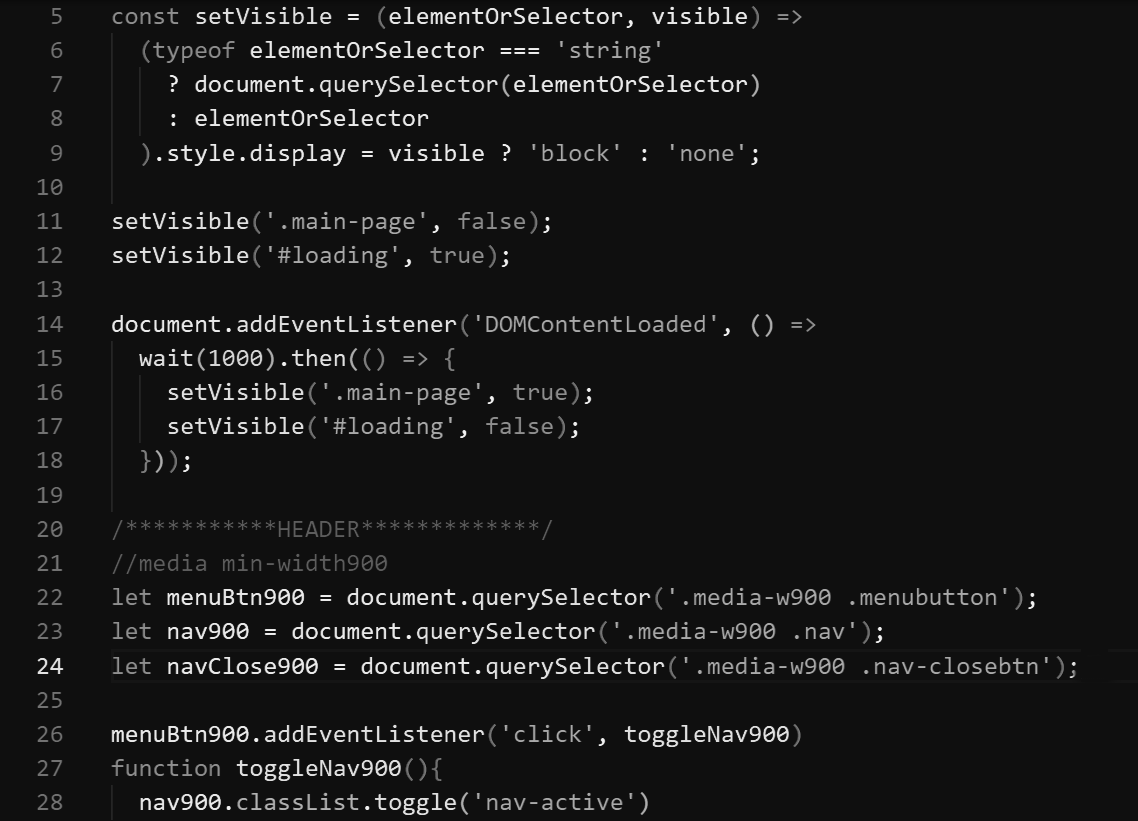 5 const setVisible = (elementOrSelector, visible) =>
6 (typeof elementOrSelector === 'string'
7 ? document.querySelector(elementOrSelector)
8 : elementOrSelector
9 ).style.display = visible ? 'block' : 'none';
10
11 setVisible('.main-page', false);
12 setVisible('#loading', true);
13
14 document.addEventListener('DOMContentLoaded', () =>
15 wait(1000).then(() => {
16 setVisible('.main-page', true);
17 setVisible('#loading', false);
18 }));
19
20 /***********HEADER*************/
21 //media min-width900
22 let menuBtn900 = document.querySelector('.media-w900 .menubutton');
23 let nav900 = document.querySelector('.media-w900 .nav');
24 let navClose900 = document.querySelector('.media-w900 .nav-closebtn');
25
26 menuBtn900.addEventListener('click', toggleNav900)
27 function toggleNav900(){
28 nav900.classList.toggle('nav-active')